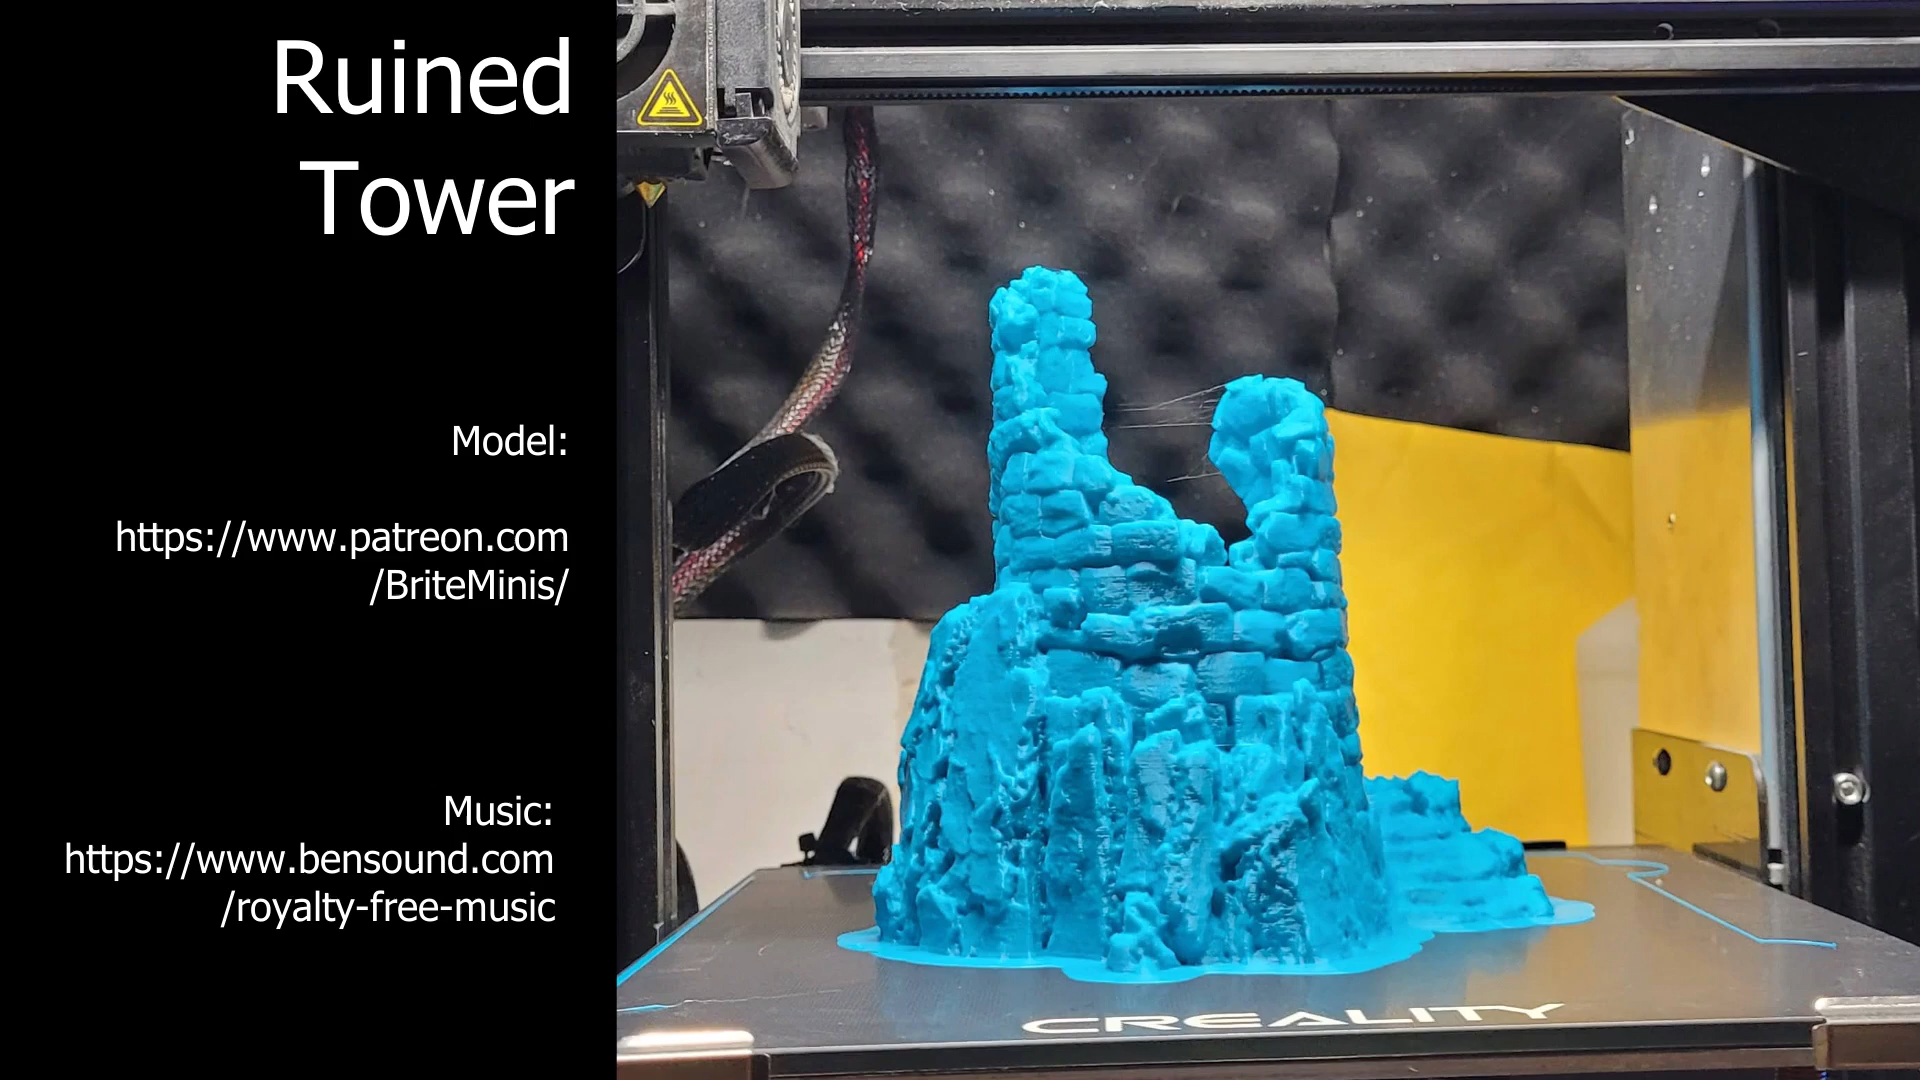 Ruined
Tower
Model:
https://www.patreon.com
/BriteMinis/
Music:
https://www.bensound.com
/royalty-free-music
CREALITY